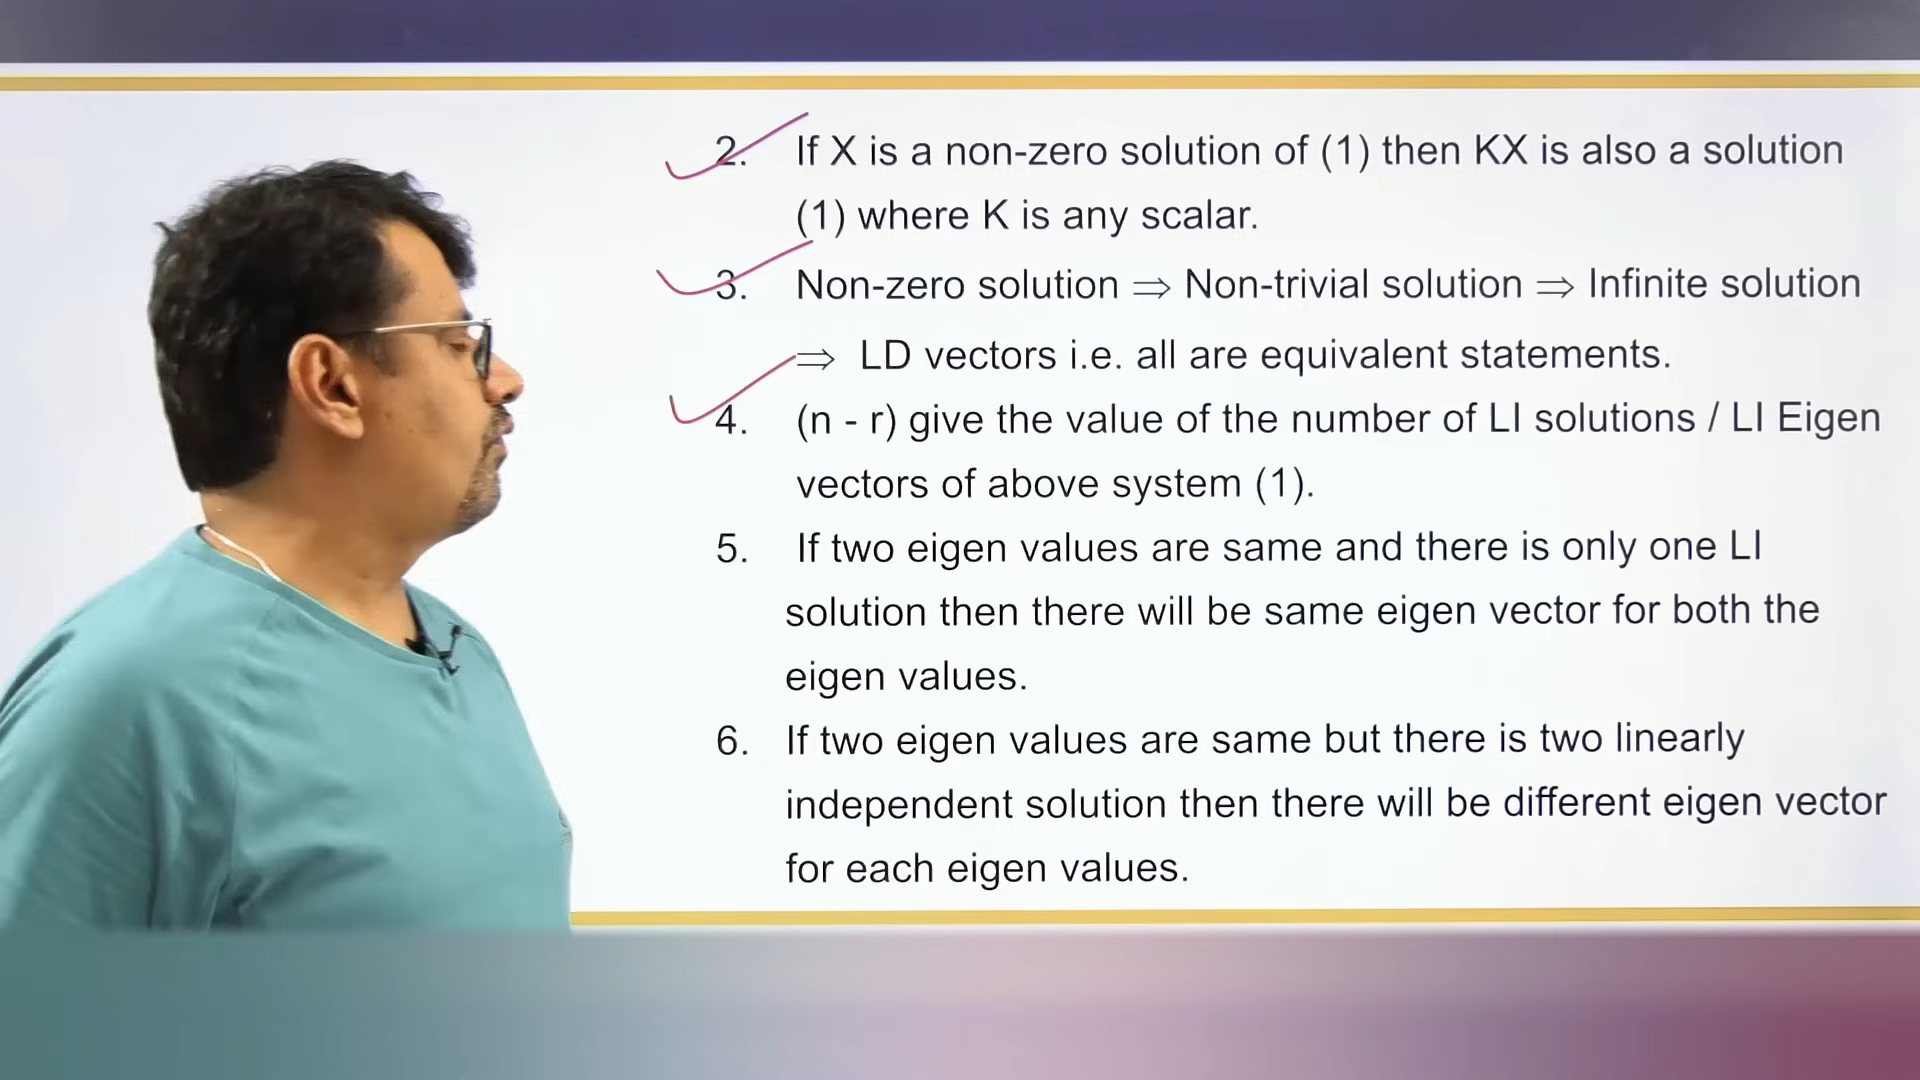 2. If X is a non-zero solution of (1) then KX is also a solution
(1) where K is any scalar.
3. Non-zero solution ⇒ Non-trivial solution ⇒ Infinite solution
⇒ LD vectors i.e. all are equivalent statements.
4. (n - r) give the value of the number of LI solutions / LI Eigen
vectors of above system (1).
5. If two eigen values are same and there is only one LI
solution then there will be same eigen vector for both the
eigen values.
6. If two eigen values are same but there is two linearly
independent solution then there will be different eigen vector
for each eigen values.